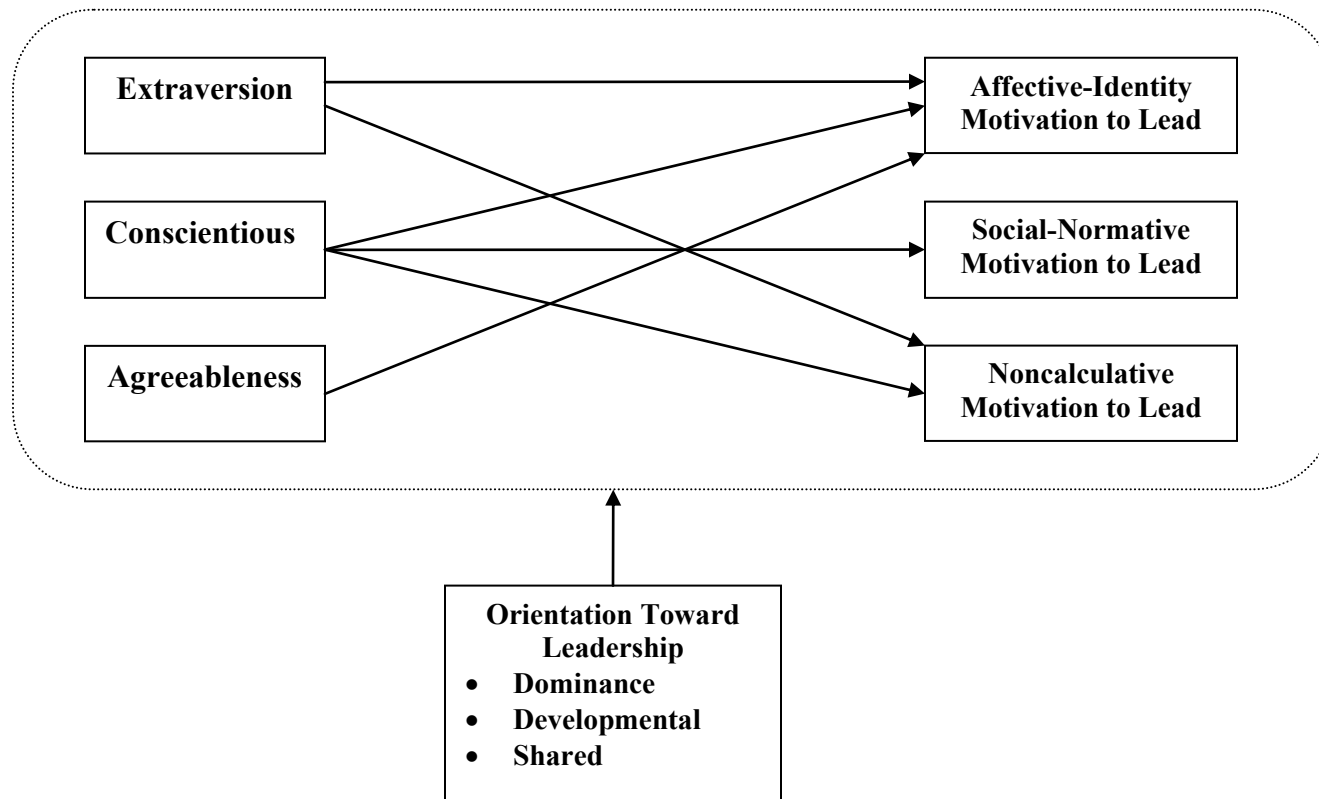 Extraversion
Affective-Identity
Motivation to Lead
Conscientious
Social-Normative
Motivation to Lead
Agreeableness
Noncalculative
Motivation to Lead
Orientation Toward
Leadership
• Dominance
• Developmental
• Shared